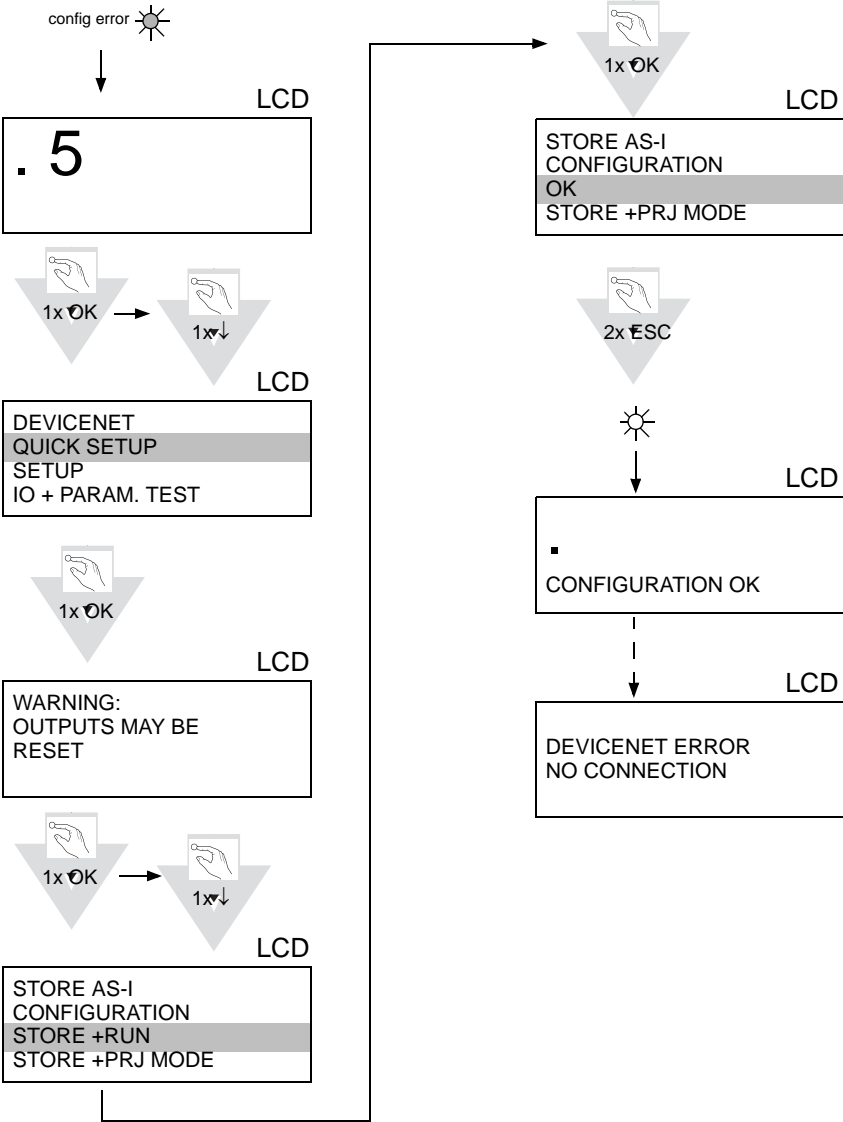 config error
LCD
. 5
1x OK
1x ↓
LCD
DEVICENET
QUICK SETUP
SETUP
IO + PARAM. TEST
1x OK
LCD
WARNING:
OUTPUTS MAY BE
RESET
1x OK
1x ↓
LCD
STORE AS-I
CONFIGURATION
STORE +RUN
STORE +PRJ MODE
1x OK
LCD
STORE AS-I
CONFIGURATION
OK
STORE +PRJ MODE
2x ESC
LCD
.
CONFIGURATION OK
LCD
DEVICENET ERROR
NO CONNECTION